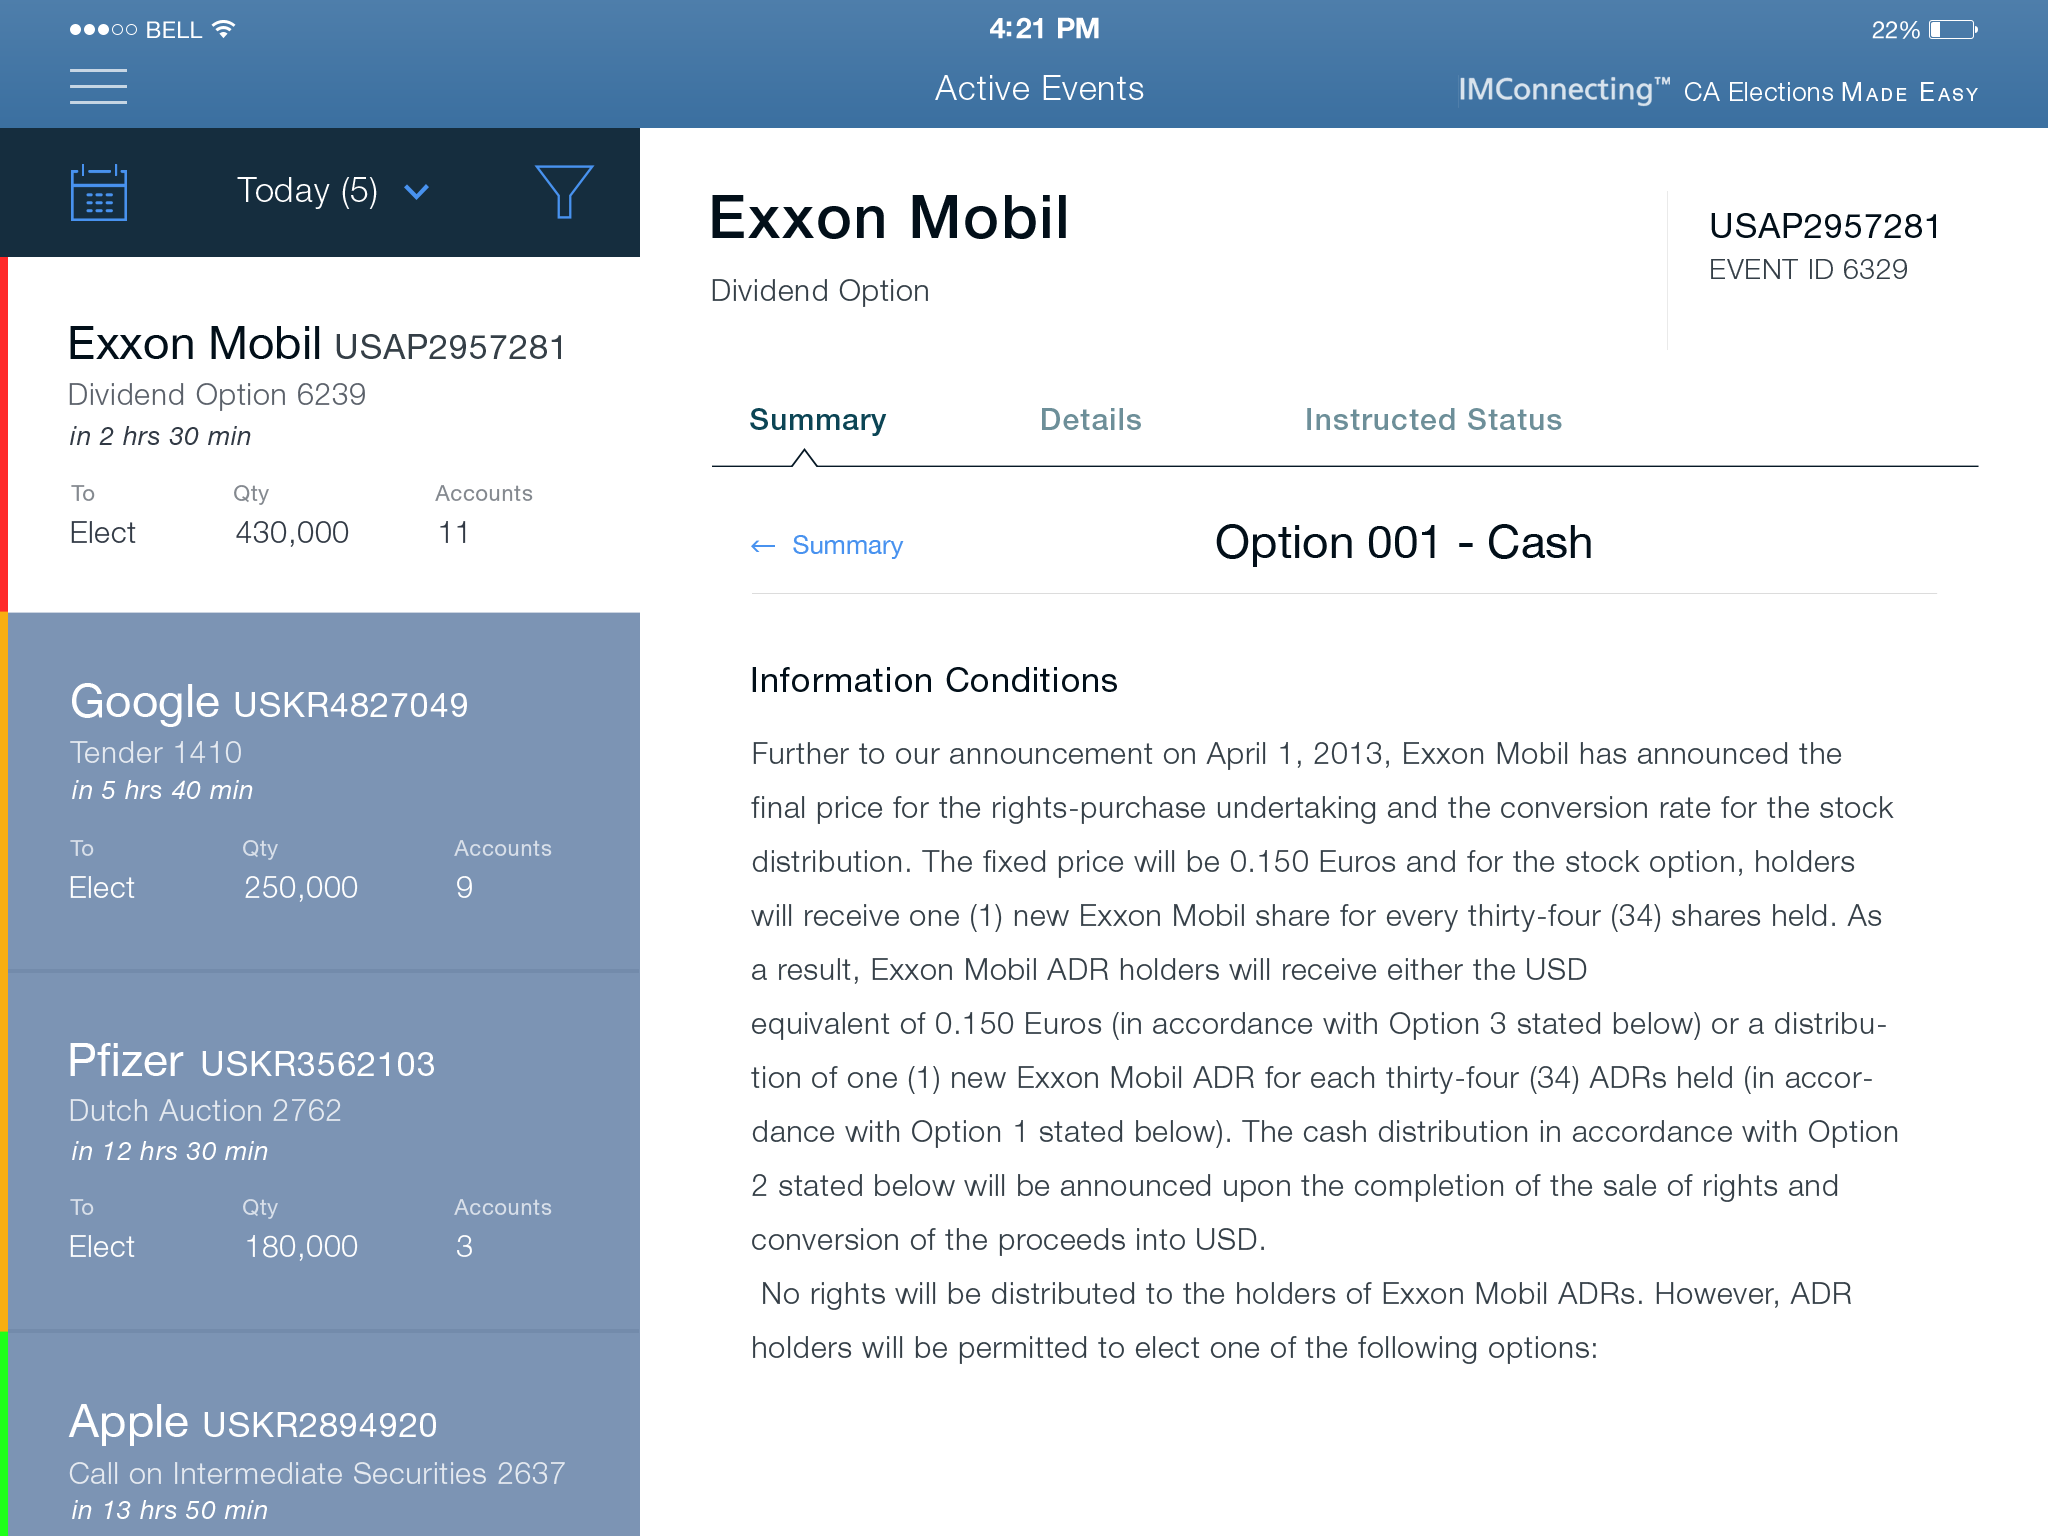 BELL
4:21 PM
22%
Active Events
IMConnecting™ CA Elections MADE EASY
Today (5)
Exxon Mobil USAP2957281
Dividend Option 6239
in 2 hrs 30 min
To Qty Accounts
Elect 430,000 11
Google USKR4827049
Tender 1410
in 5 hrs 40 min
To Qty Accounts
Elect 250,000 9
Pfizer USKR3562103
Dutch Auction 2762
in 12 hrs 30 min
To Qty Accounts
Elect 180,000 3
Apple USKR2894920
Call on Intermediate Securities 2637
in 13 hrs 50 min
Exxon Mobil
Dividend Option
USAP2957281
EVENT ID 6329
Summary Details Instructed Status
← Summary
Option 001 - Cash
Information Conditions
Further to our announcement on April 1, 2013, Exxon Mobil has announced the
final price for the rights-purchase undertaking and the conversion rate for the stock
distribution. The fixed price will be 0.150 Euros and for the stock option, holders
will receive one (1) new Exxon Mobil share for every thirty-four (34) shares held. As
a result, Exxon Mobil ADR holders will receive either the USD
equivalent of 0.150 Euros (in accordance with Option 3 stated below) or a distribu-
tion of one (1) new Exxon Mobil ADR for each thirty-four (34) ADRs held (in accor-
dance with Option 1 stated below). The cash distribution in accordance with Option
2 stated below will be announced upon the completion of the sale of rights and
conversion of the proceeds into USD.
No rights will be distributed to the holders of Exxon Mobil ADRs. However, ADR
holders will be permitted to elect one of the following options: